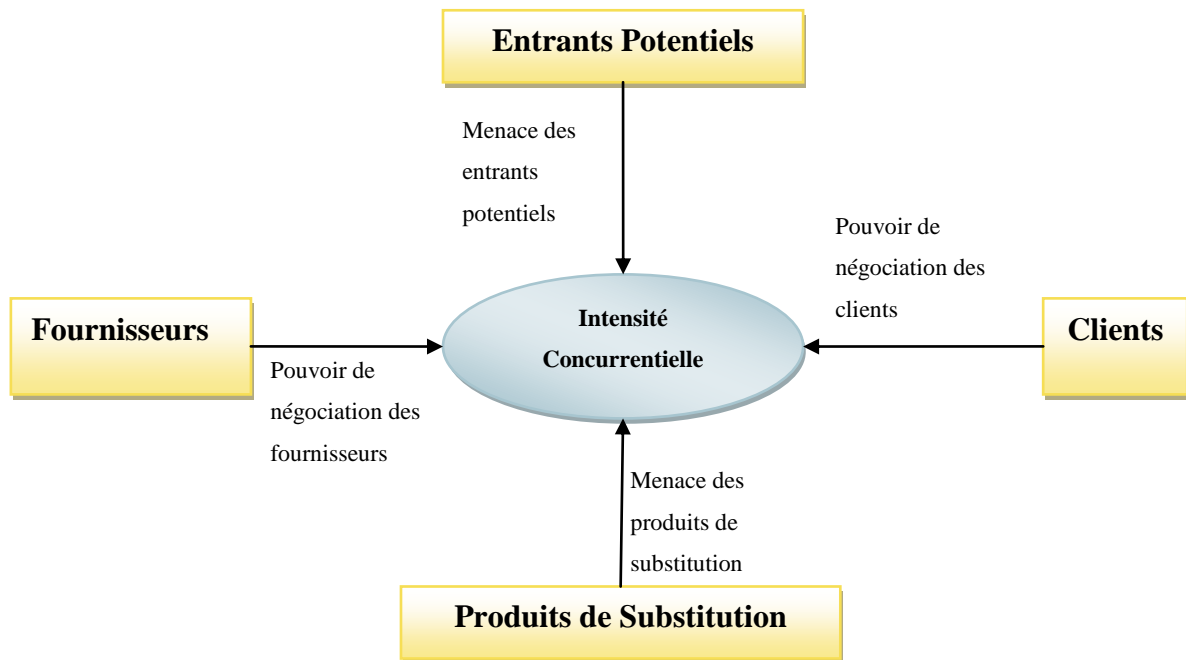 Entrants Potentiels
Menace des
entrants
potentiels
Pouvoir de
négociation des
clients
Fournisseurs
Intensité
Concurrentielle
Clients
Pouvoir de
négociation des
fournisseurs
Menace des
produits de
substitution
Produits de Substitution